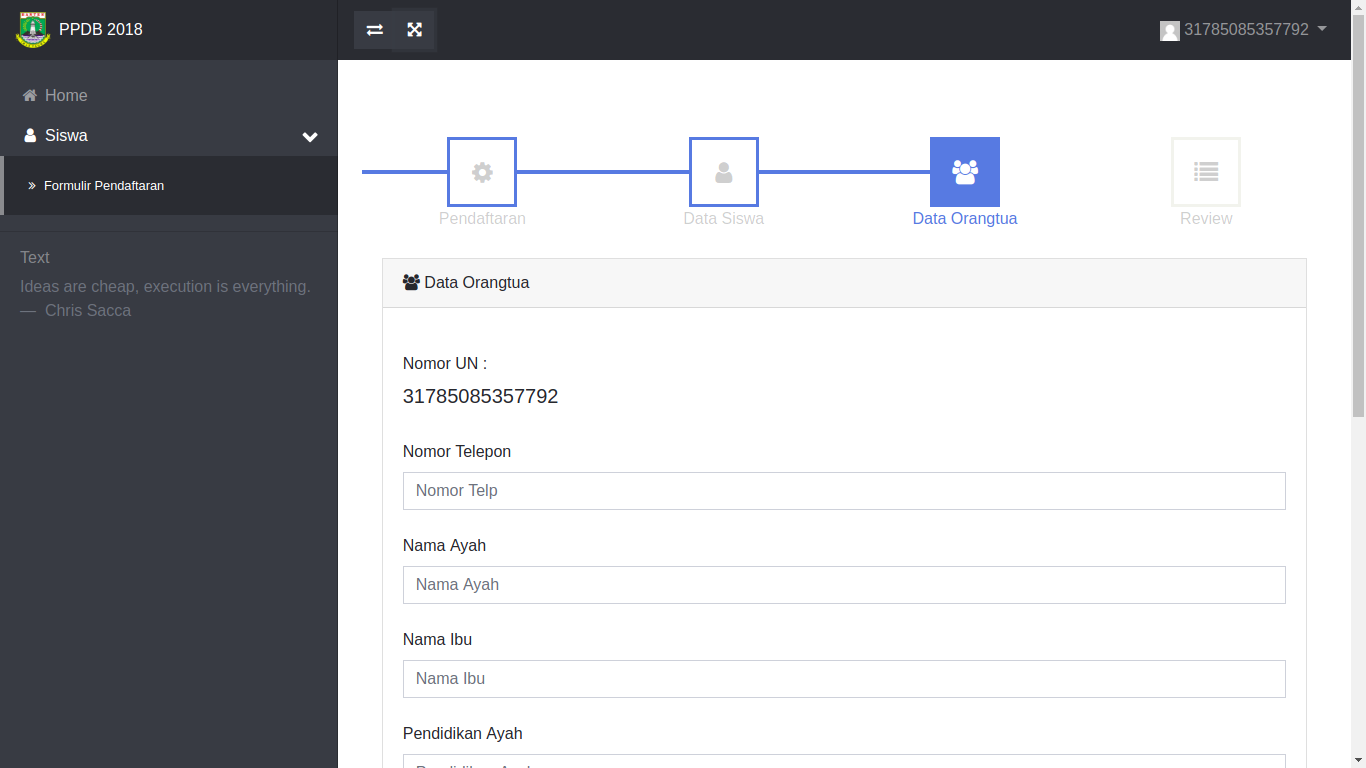 PPDB 2018
31785085357792
Home
Siswa
Formulir Pendaftaran
Text
Ideas are cheap, execution is everything.
— Chris Sacca
Pendaftaran
Data Siswa
Data Orangtua
Review
Data Orangtua
Nomor UN :
31785085357792
Nomor Telepon
Nomor Telp
Nama Ayah
Nama Ayah
Nama Ibu
Nama Ibu
Pendidikan Ayah
Pendidikan Ayah